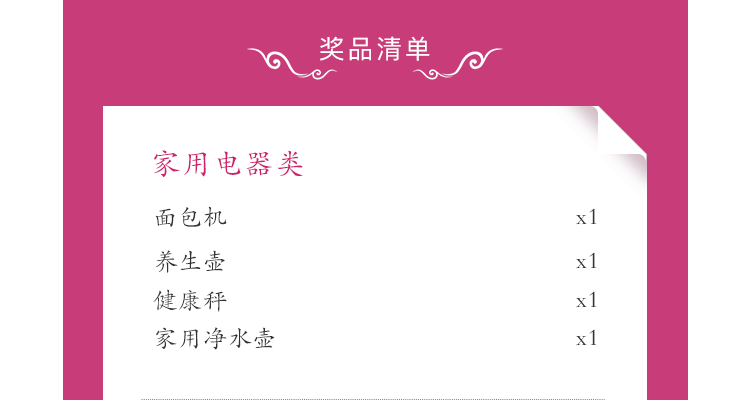 奖品清单
家用电器类
面包机 x1
养生壶 x1
健康秤 x1
家用净水壶 x1